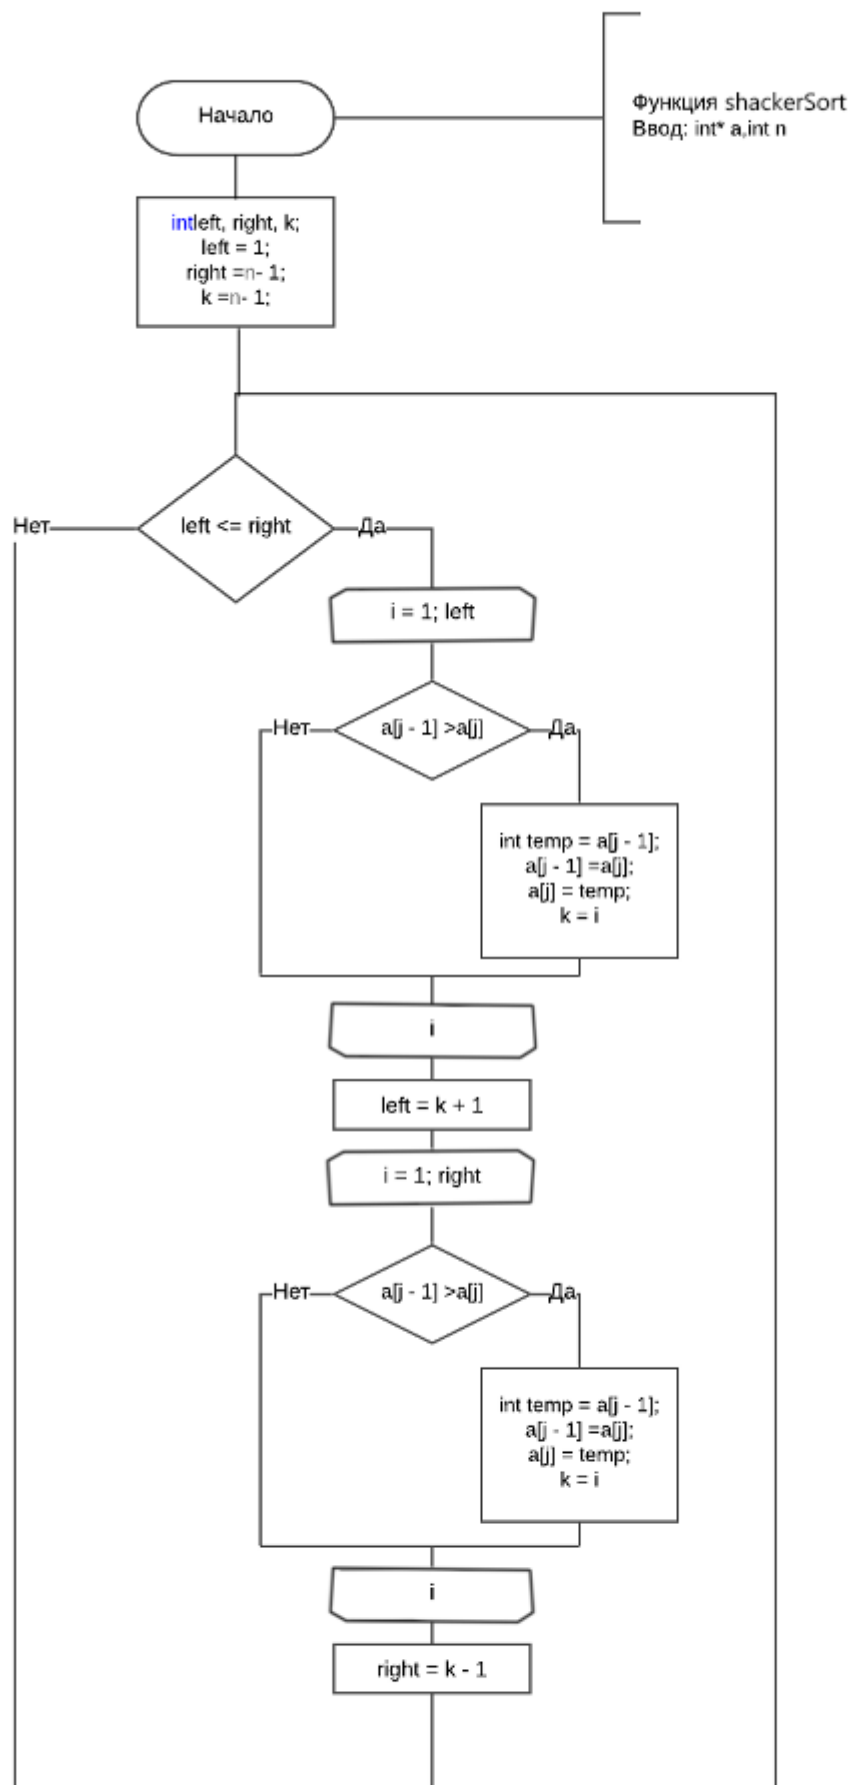 Начало
Функция shackerSort
Ввод: int* a,int n
intleft, right, k;
left = 1;
right =n- 1;
k =n- 1;
Нет
left <= right
Да
i = 1; left
Нет
a[j - 1] >a[j]
Да
int temp = a[j - 1];
a[j - 1] =a[j];
a[j] = temp;
k = i
i
left = k + 1
i = 1; right
Нет
a[j - 1] >a[j]
Да
int temp = a[j - 1];
a[j - 1] =a[j];
a[j] = temp;
k = i
i
right = k - 1